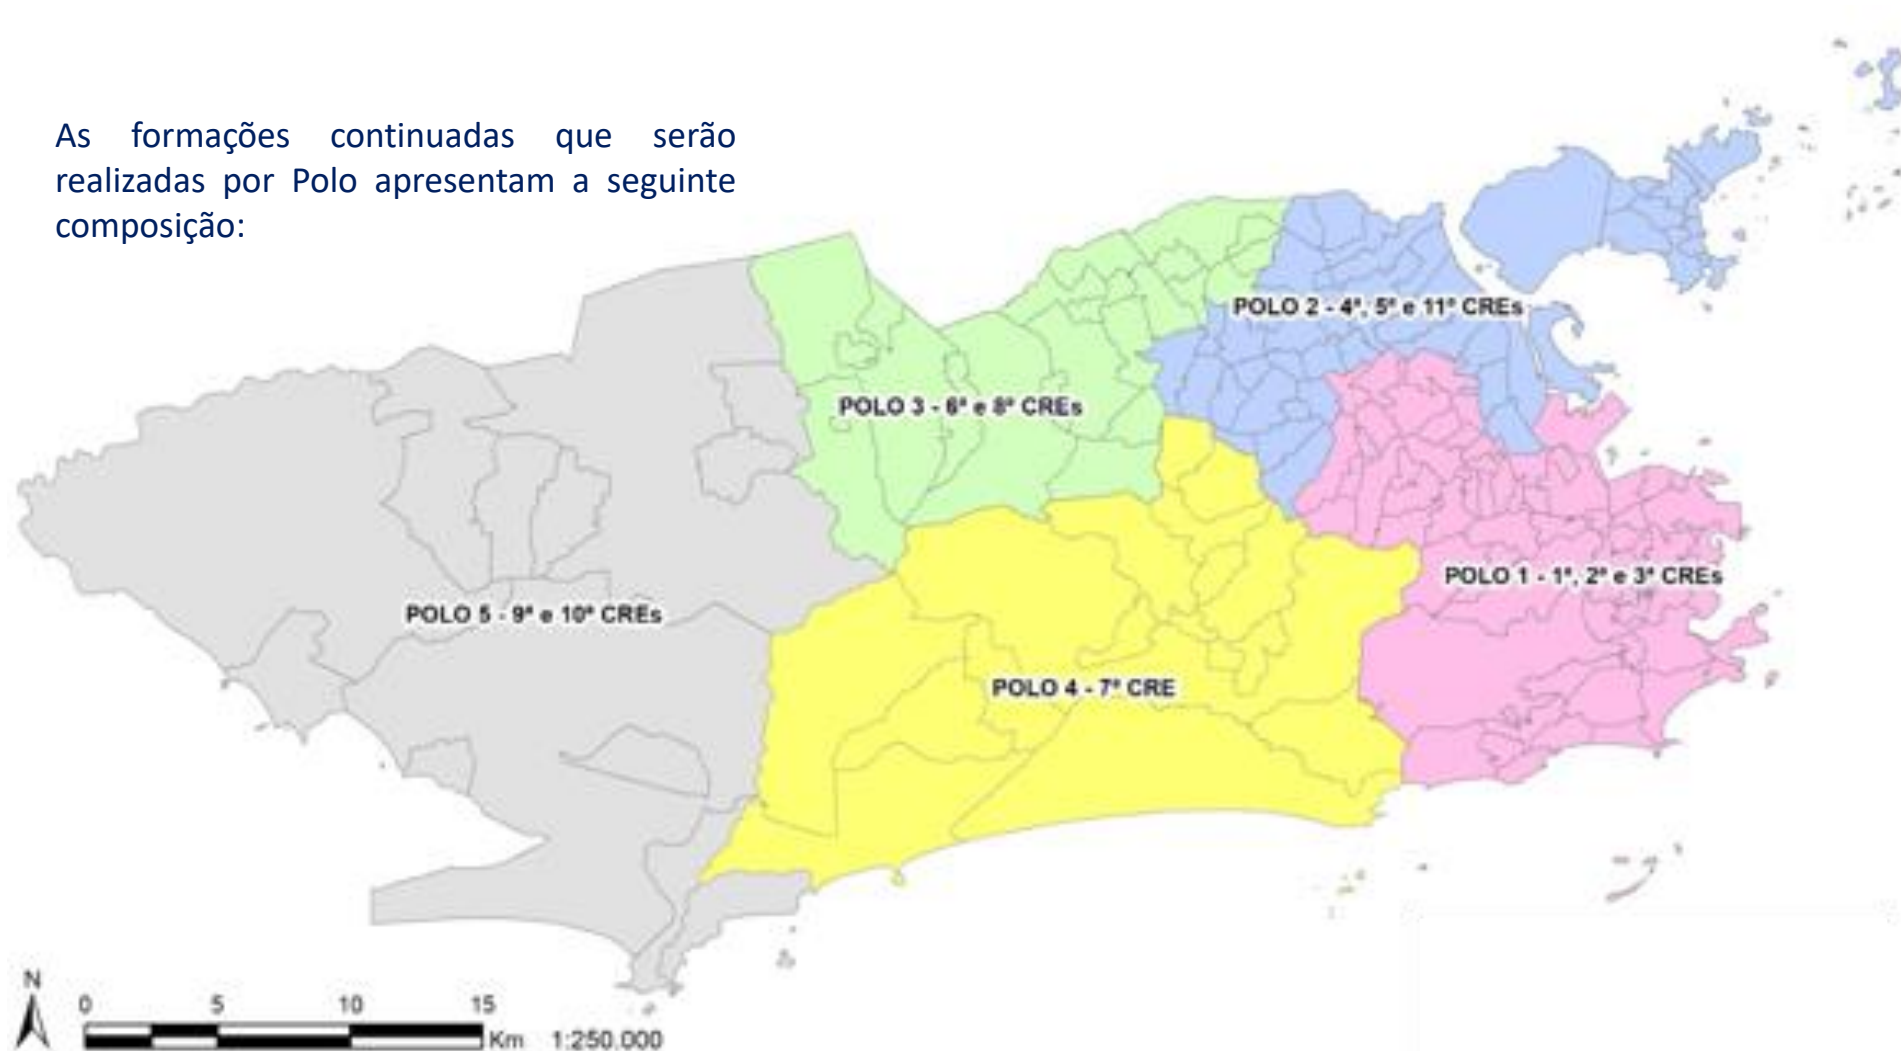 As formações continuadas que serão
realizadas por Polo apresentam a seguinte
composição:
POLO 2 - 4ª, 5ª e 11ª CREs
POLO 3 - 6ª e 8ª CREs
POLO 1 - 1ª, 2ª e 3ª CREs
POLO 5 - 9ª e 10ª CREs
POLO 4 - 7ª CRE
N
0 5 10 15
Km 1:250.000